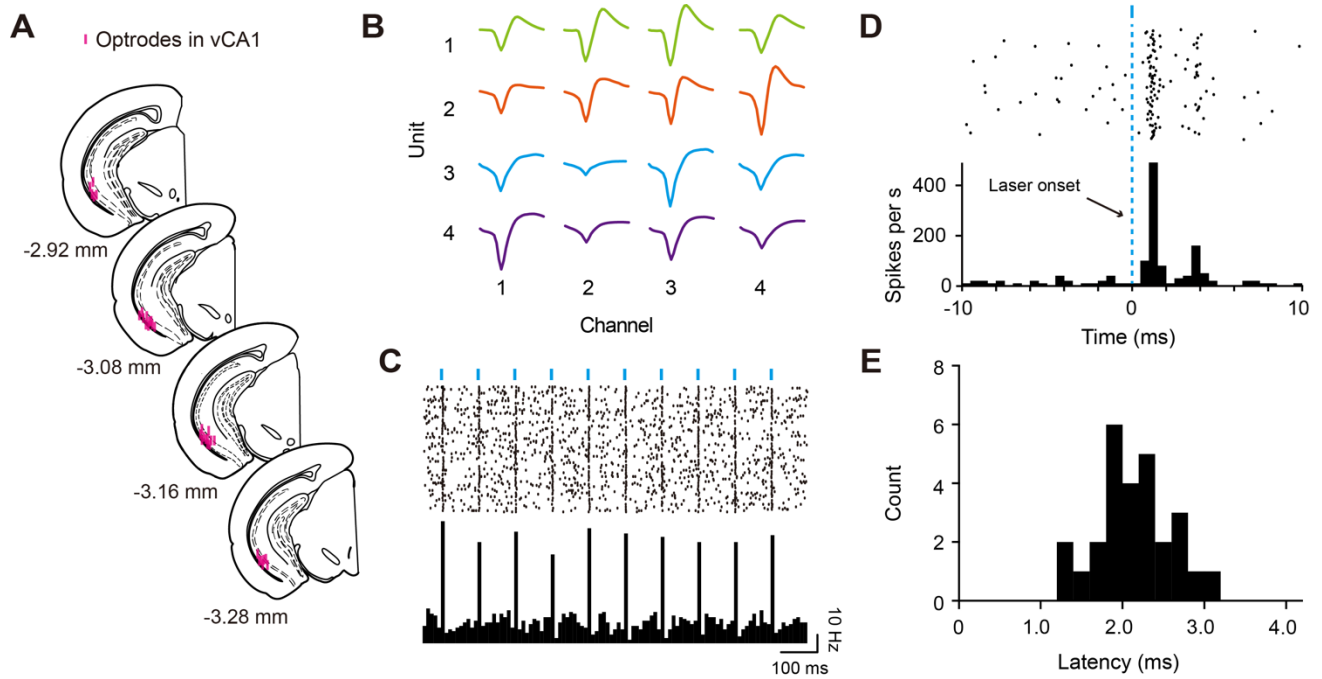 A
Optrodes in vCA1
-2.92 mm
-3.08 mm
-3.16 mm
-3.28 mm
B
Unit
1
2
3
4
1 2 3 4
Channel
C
10 Hz
100 ms
D
Spikes per s
400
200
0
Laser onset
-10 0 10
Time (ms)
E
Count
8
6
4
2
0
0 1.0 2.0 3.0 4.0
Latency (ms)